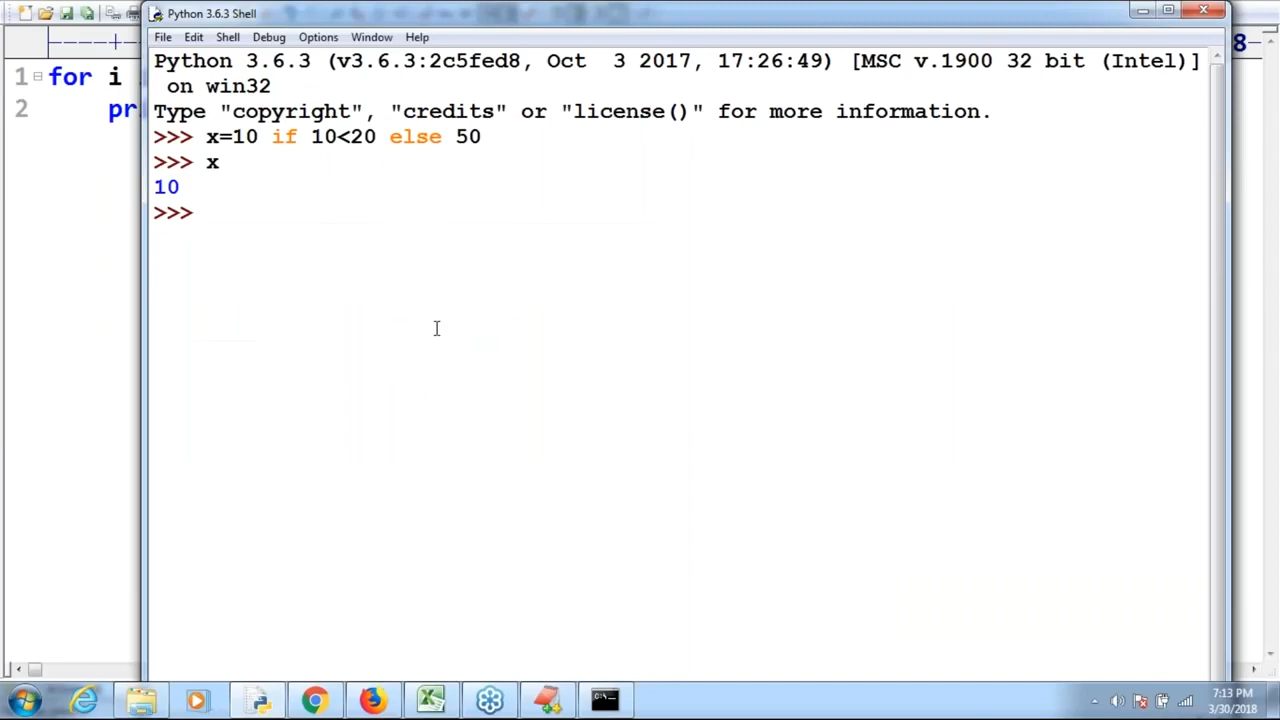 Python 3.6.3 Shell
File Edit Shell Debug Options Window Help
8
1 for i
2 pr
Python 3.6.3 (v3.6.3:2c5fed8, Oct  3 2017, 17:26:49) [MSC v.1900 32 bit (Intel)]
on win32
Type "copyright", "credits" or "license()" for more information.
>>> x=10 if 10<20 else 50
>>> x
10
>>>
7:13 PM
3/30/2018